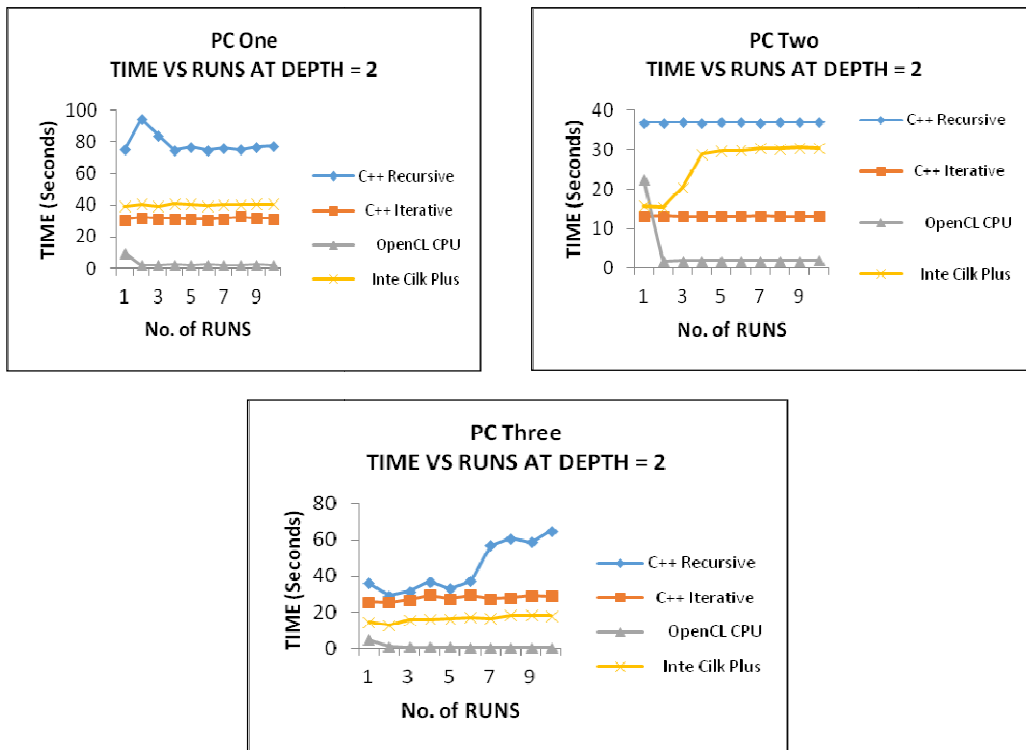 PC One
TIME VS RUNS AT DEPTH = 2
TIME (Seconds)
100
80
60
40
20
0
1 3 5 7 9
No. of RUNS
C++ Recursive
C++ Iterative
OpenCL CPU
Inte Cilk Plus
PC Two
TIME VS RUNS AT DEPTH = 2
TIME (Seconds)
40
30
20
10
0
1 3 5 7 9
No. of RUNS
C++ Recursive
C++ Iterative
OpenCL CPU
Inte Cilk Plus
PC Three
TIME VS RUNS AT DEPTH = 2
TIME (Seconds)
80
60
40
20
0
1 3 5 7 9
No. of RUNS
C++ Recursive
C++ Iterative
OpenCL CPU
Inte Cilk Plus